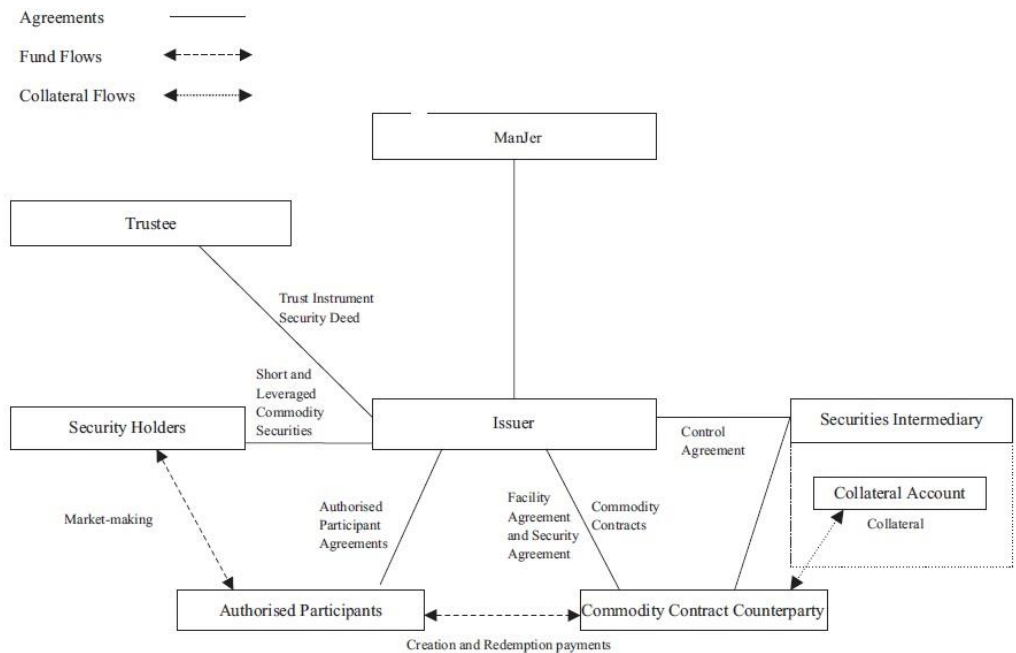 Agreements
Fund Flows
Collateral Flows
ManJer
Trustee
Trust Instrument
Security Deed
Short and
Leveraged
Commodity
Securities
Security Holders
Issuer
Securities Intermediary
Control
Agreement
Collateral Account
Collateral
Market-making
Authorised
Participant
Agreements
Facility
Agreement
and Security
Agreement
Commodity
Contracts
Authorised Participants
Commodity Contract Counterparty
Creation and Redemption payments